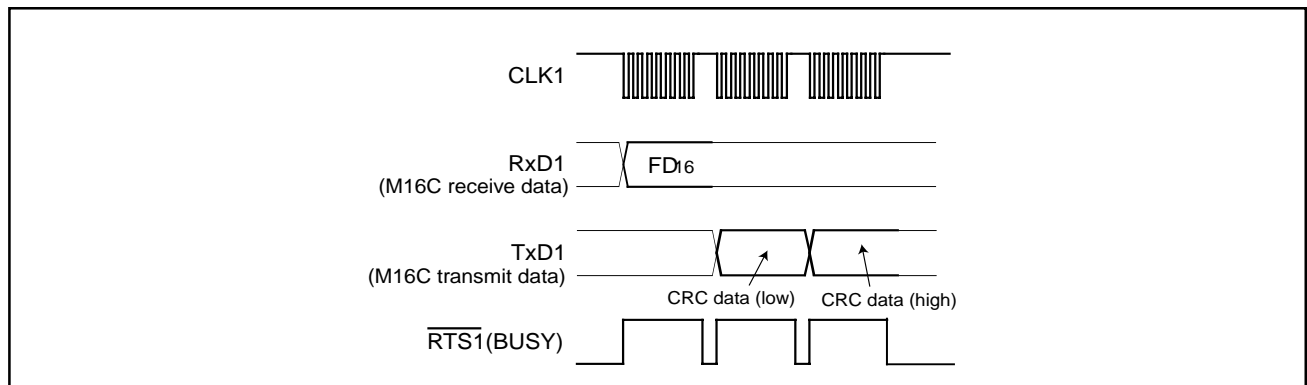 CLK1
RxD1
(M16C receive data)
FD16
TxD1
(M16C transmit data)
CRC data (low)
CRC data (high)
RTS1(BUSY)